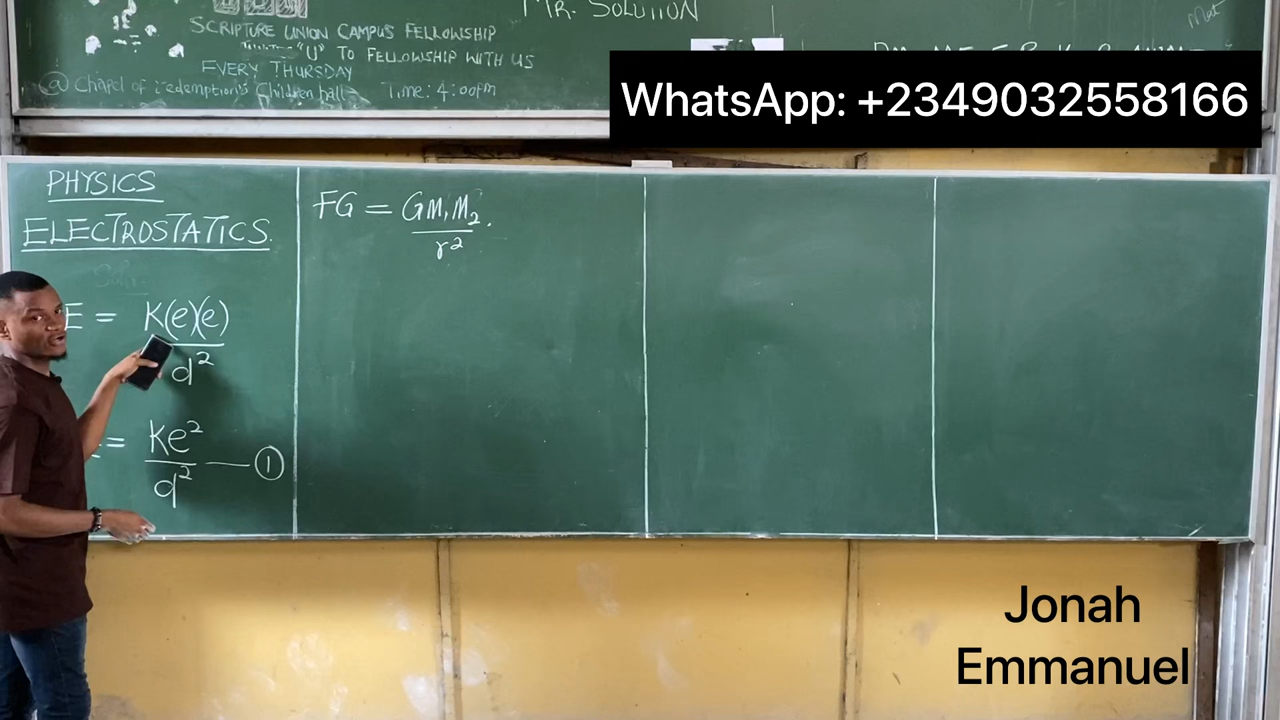 MR. SOLUTION
SCRIPTURE UNION CAMPUS FELLOWSHIP
"U" TO FELLOWSHIP WITH US
EVERY THURSDAY
@ Chapel of Redemption's Children hall Time: 4:00pm
WhatsApp: +2349032558166
PHYSICS
ELECTROSTATICS.
E = K(e)(e)
d²
= Ke²
d² — ①
FG = GM₁M₂.
r²
Jonah
Emmanuel